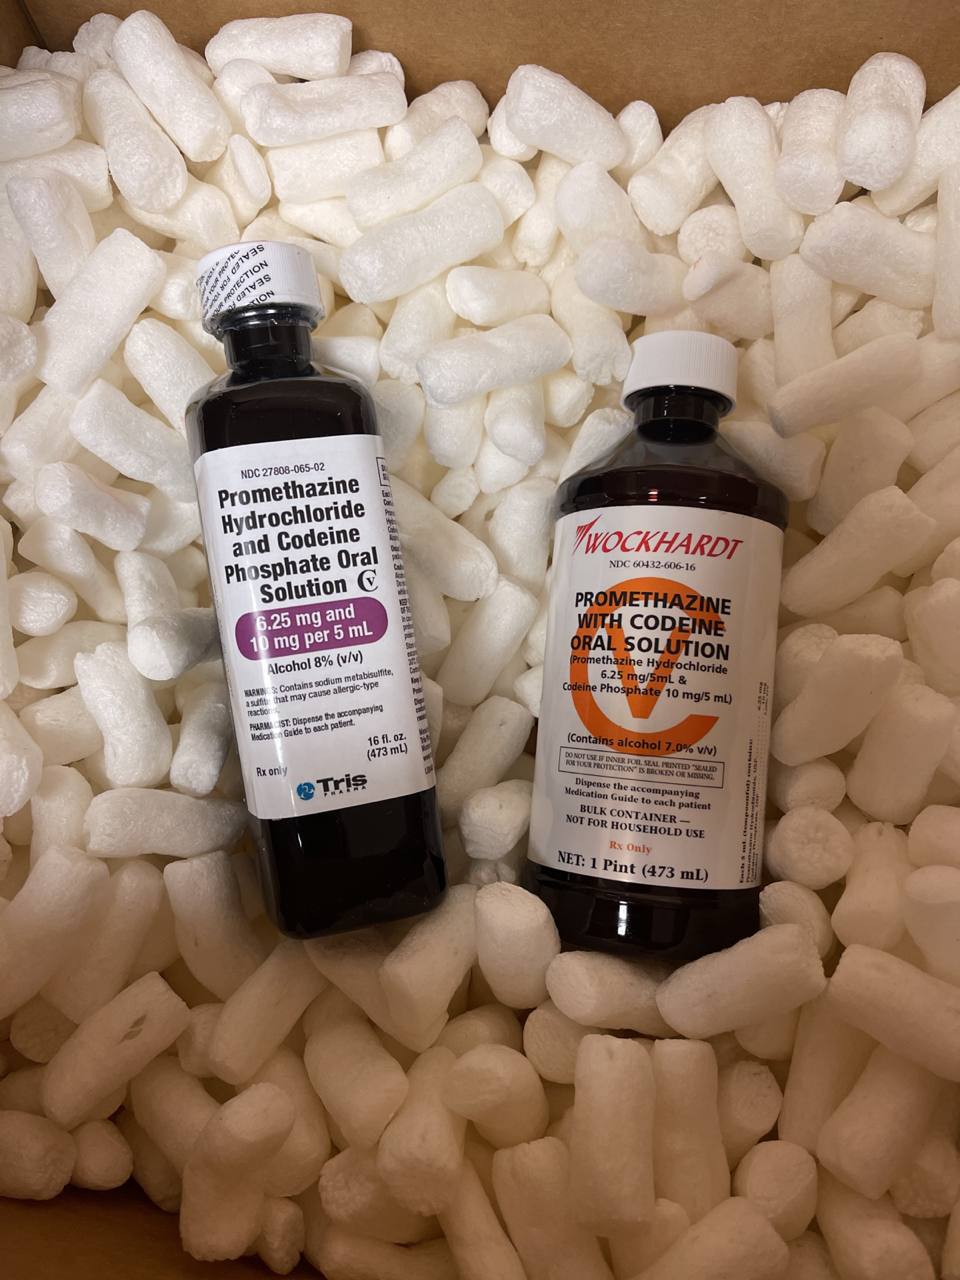 SEALED FOR YOUR PROTECTION
NDC 27808-065-02
Promethazine
Hydrochloride
and Codeine
Phosphate Oral
Solution CV
6.25 mg and
10 mg per 5 mL
Alcohol 8% (v/v)
WARNINGS: Contains sodium metabisulfite,
a sulfite that may cause allergic-type
reactions.
PHARMACIST: Dispense the accompanying
Medication Guide to each patient.
16 fl. oz.
(473 mL)
Rx only
Tris
PHARMA
WOCKHARDT
NDC 60432-606-16
CV
PROMETHAZINE
WITH CODEINE
ORAL SOLUTION
(Promethazine Hydrochloride
6.25 mg/5mL &
Codeine Phosphate 10 mg/5 mL)
(Contains alcohol 7.0% v/v)
DO NOT USE IF INNER FOIL SEAL PRINTED "SEALED
FOR YOUR PROTECTION" IS BROKEN OR MISSING.
Dispense the accompanying
Medication Guide to each patient
BULK CONTAINER —
NOT FOR HOUSEHOLD USE
Rx Only
NET: 1 Pint (473 mL)